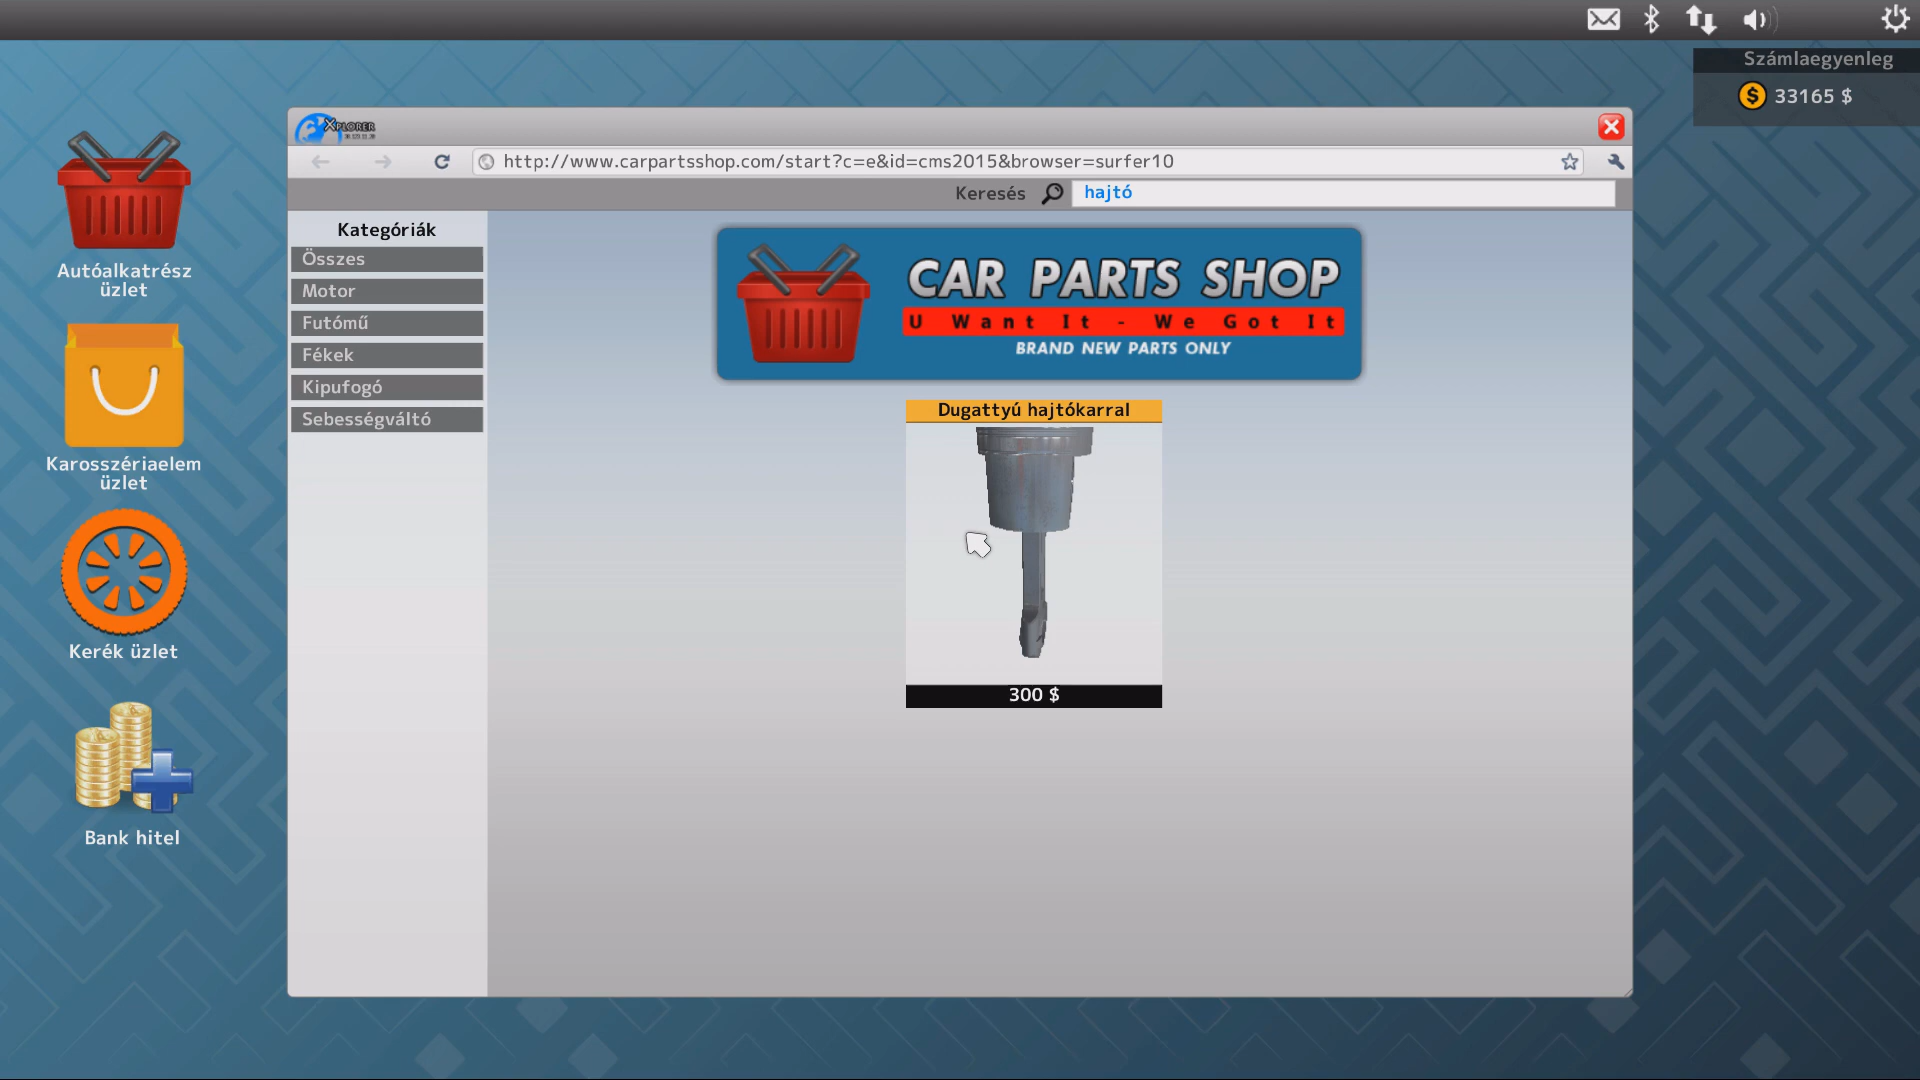 Számlaegyenleg
33165 $
XPLORER
http://www.carpartsshop.com/start?c=e&id=cms2015&browser=surfer10
Keresés
hajtó
Kategóriák
Összes
Motor
Futómű
Fékek
Kipufogó
Sebességváltó
CAR PARTS SHOP
U Want It - We Got It
BRAND NEW PARTS ONLY
Dugattyú hajtókarral
300 $
Autóalkatrész
üzlet
Karosszériaelem
üzlet
Kerék üzlet
Bank hitel